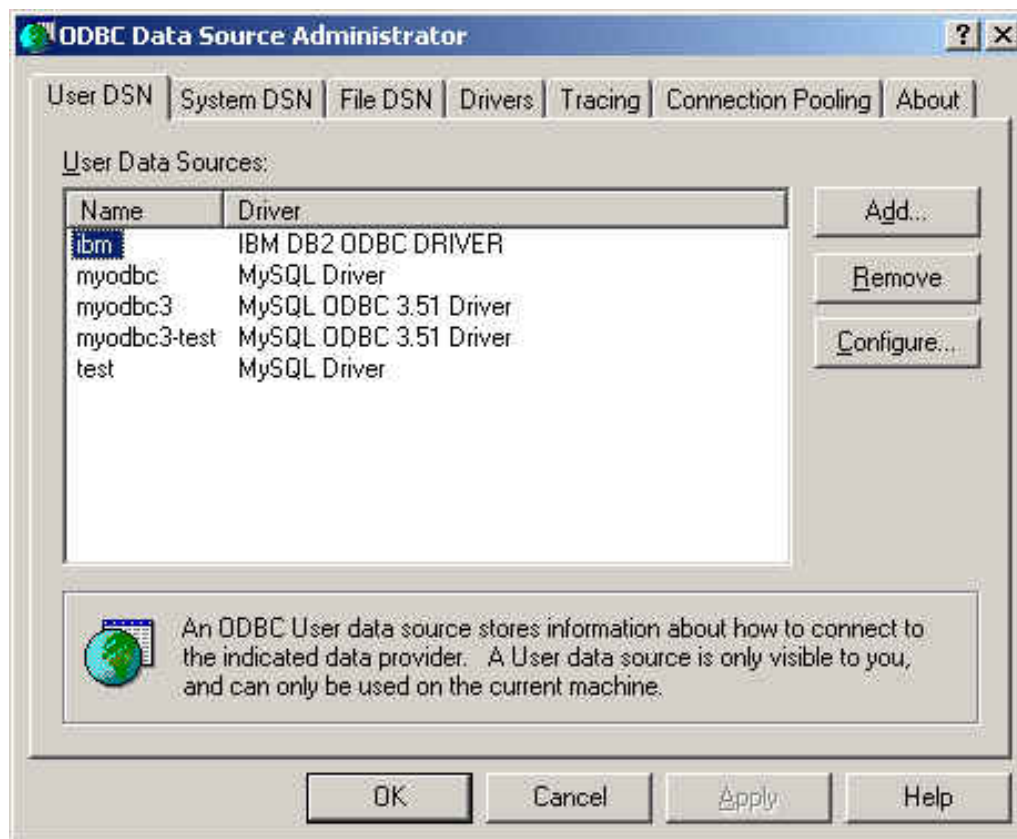 ODBC Data Source Administrator
User DSN System DSN File DSN Drivers Tracing Connection Pooling About
User Data Sources:
Name Driver
ibm IBM DB2 ODBC DRIVER
myodbc MySQL Driver
myodbc3 MySQL ODBC 3.51 Driver
myodbc3-test MySQL ODBC 3.51 Driver
test MySQL Driver
Add...
Remove
Configure...
An ODBC User data source stores information about how to connect to
the indicated data provider. A User data source is only visible to you,
and can only be used on the current machine.
OK Cancel Apply Help